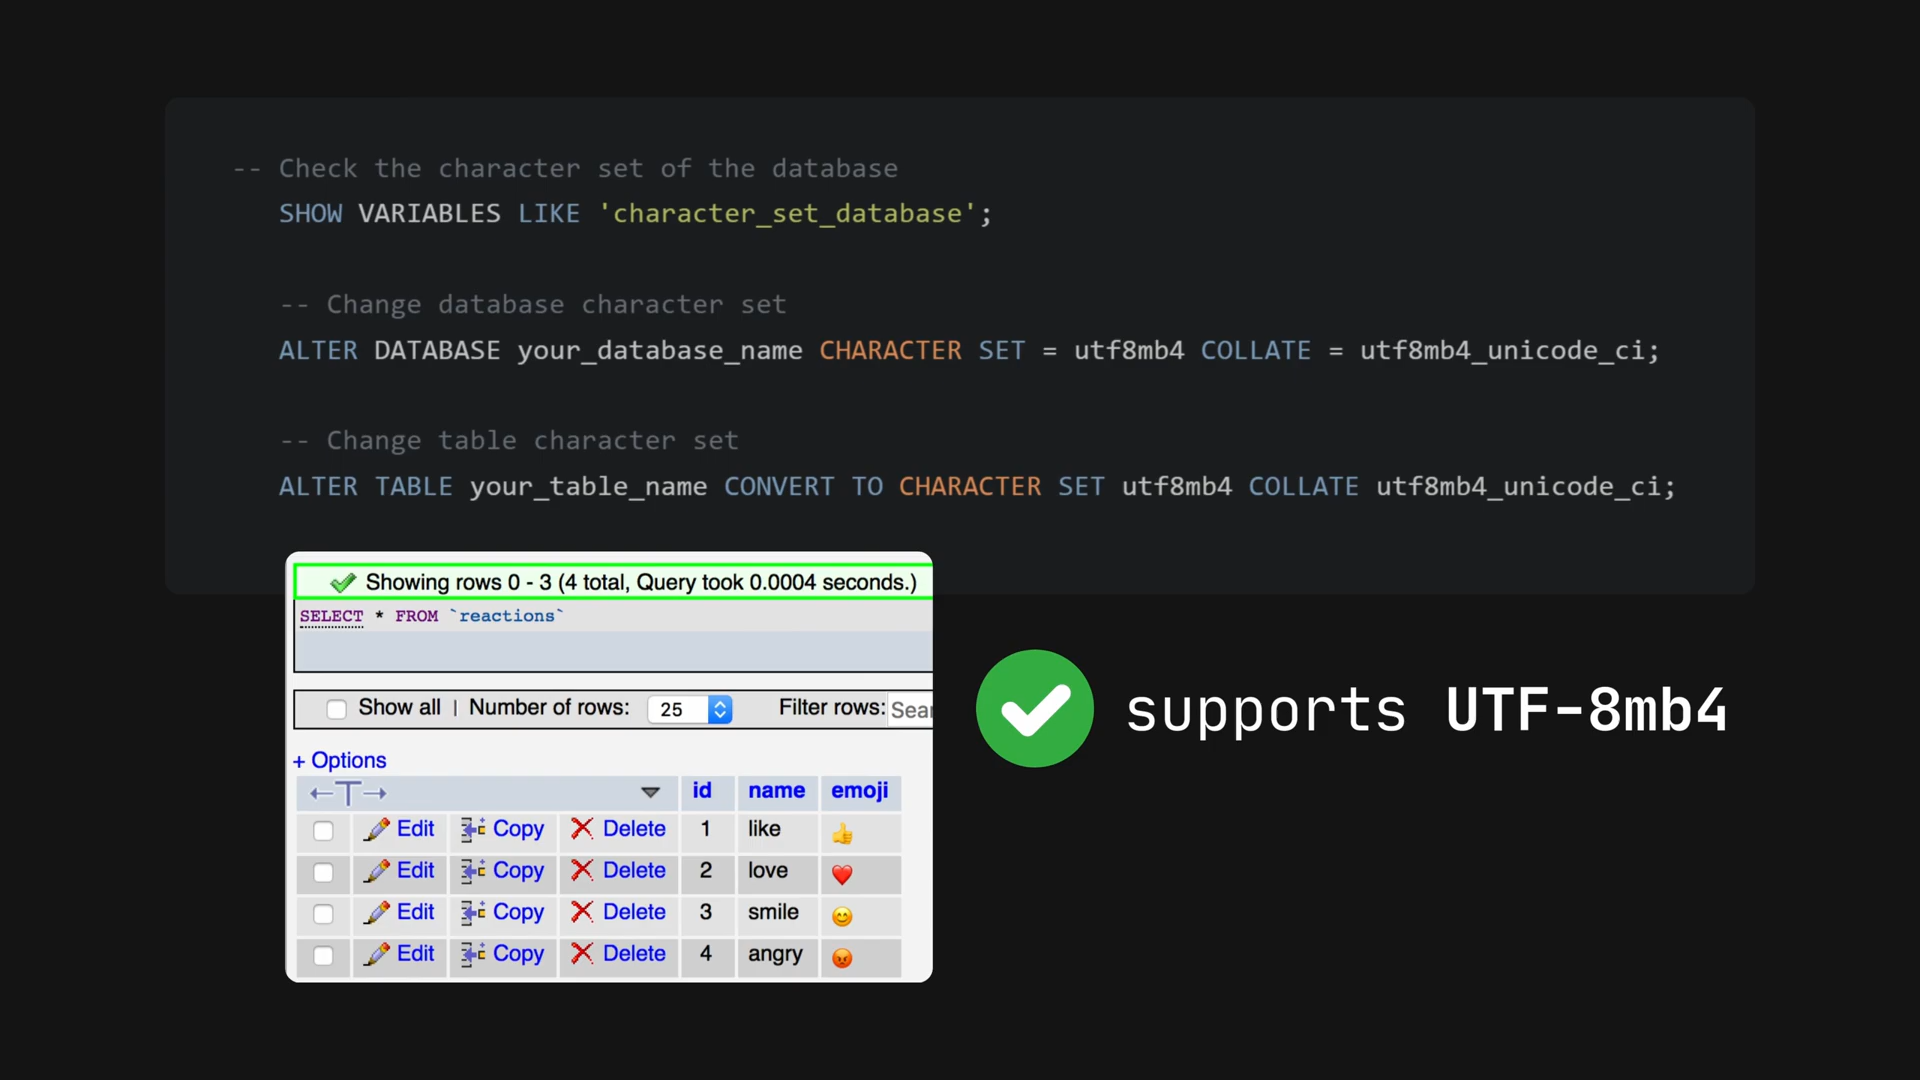 -- Check the character set of the database
SHOW VARIABLES LIKE 'character_set_database';
-- Change database character set
ALTER DATABASE your_database_name CHARACTER SET = utf8mb4 COLLATE = utf8mb4_unicode_ci;
-- Change table character set
ALTER TABLE your_table_name CONVERT TO CHARACTER SET utf8mb4 COLLATE utf8mb4_unicode_ci;
Showing rows 0 - 3 (4 total, Query took 0.0004 seconds.)
SELECT * FROM `reactions`
Show all | Number of rows: 25 Filter rows: Sear
+ Options
←T→ id name emoji
Edit Copy Delete 1 like 👍
Edit Copy Delete 2 love ❤️
Edit Copy Delete 3 smile 😊
Edit Copy Delete 4 angry 😡
supports UTF-8mb4